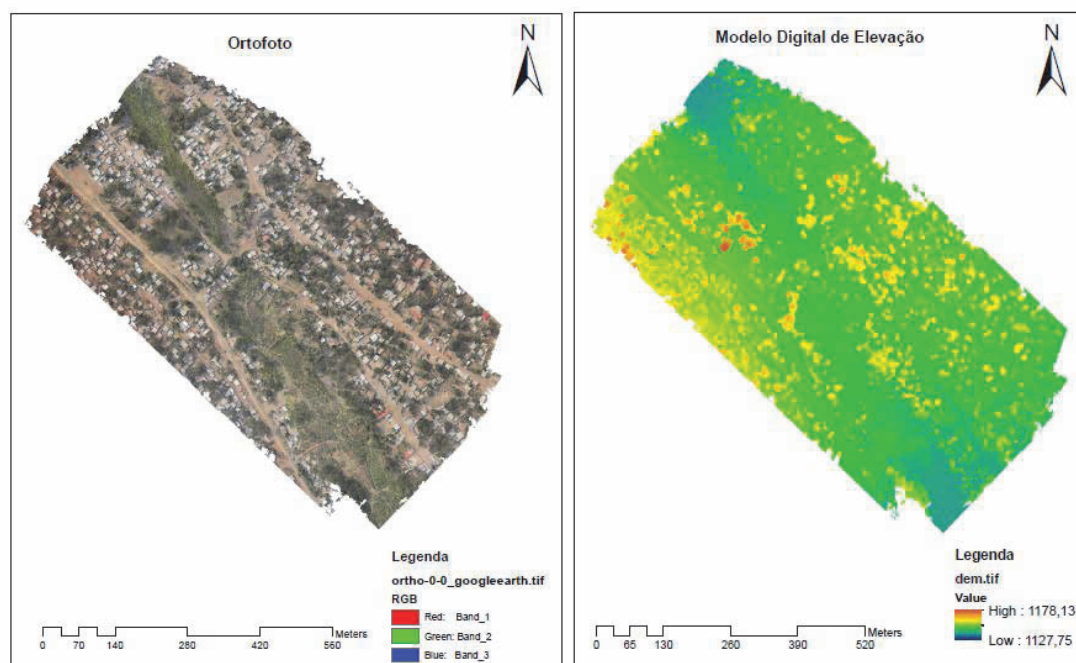 Ortofoto
N
Legenda
ortho-0-0_googleearth.tif
RGB
Red: Band_1
Green: Band_2
Blue: Band_3
0 70 140 280 420 560 Meters
Modelo Digital de Elevação
N
Legenda
dem.tif
Value
High : 1178,13
Low : 1127,75
0 65 130 260 390 520 Meters